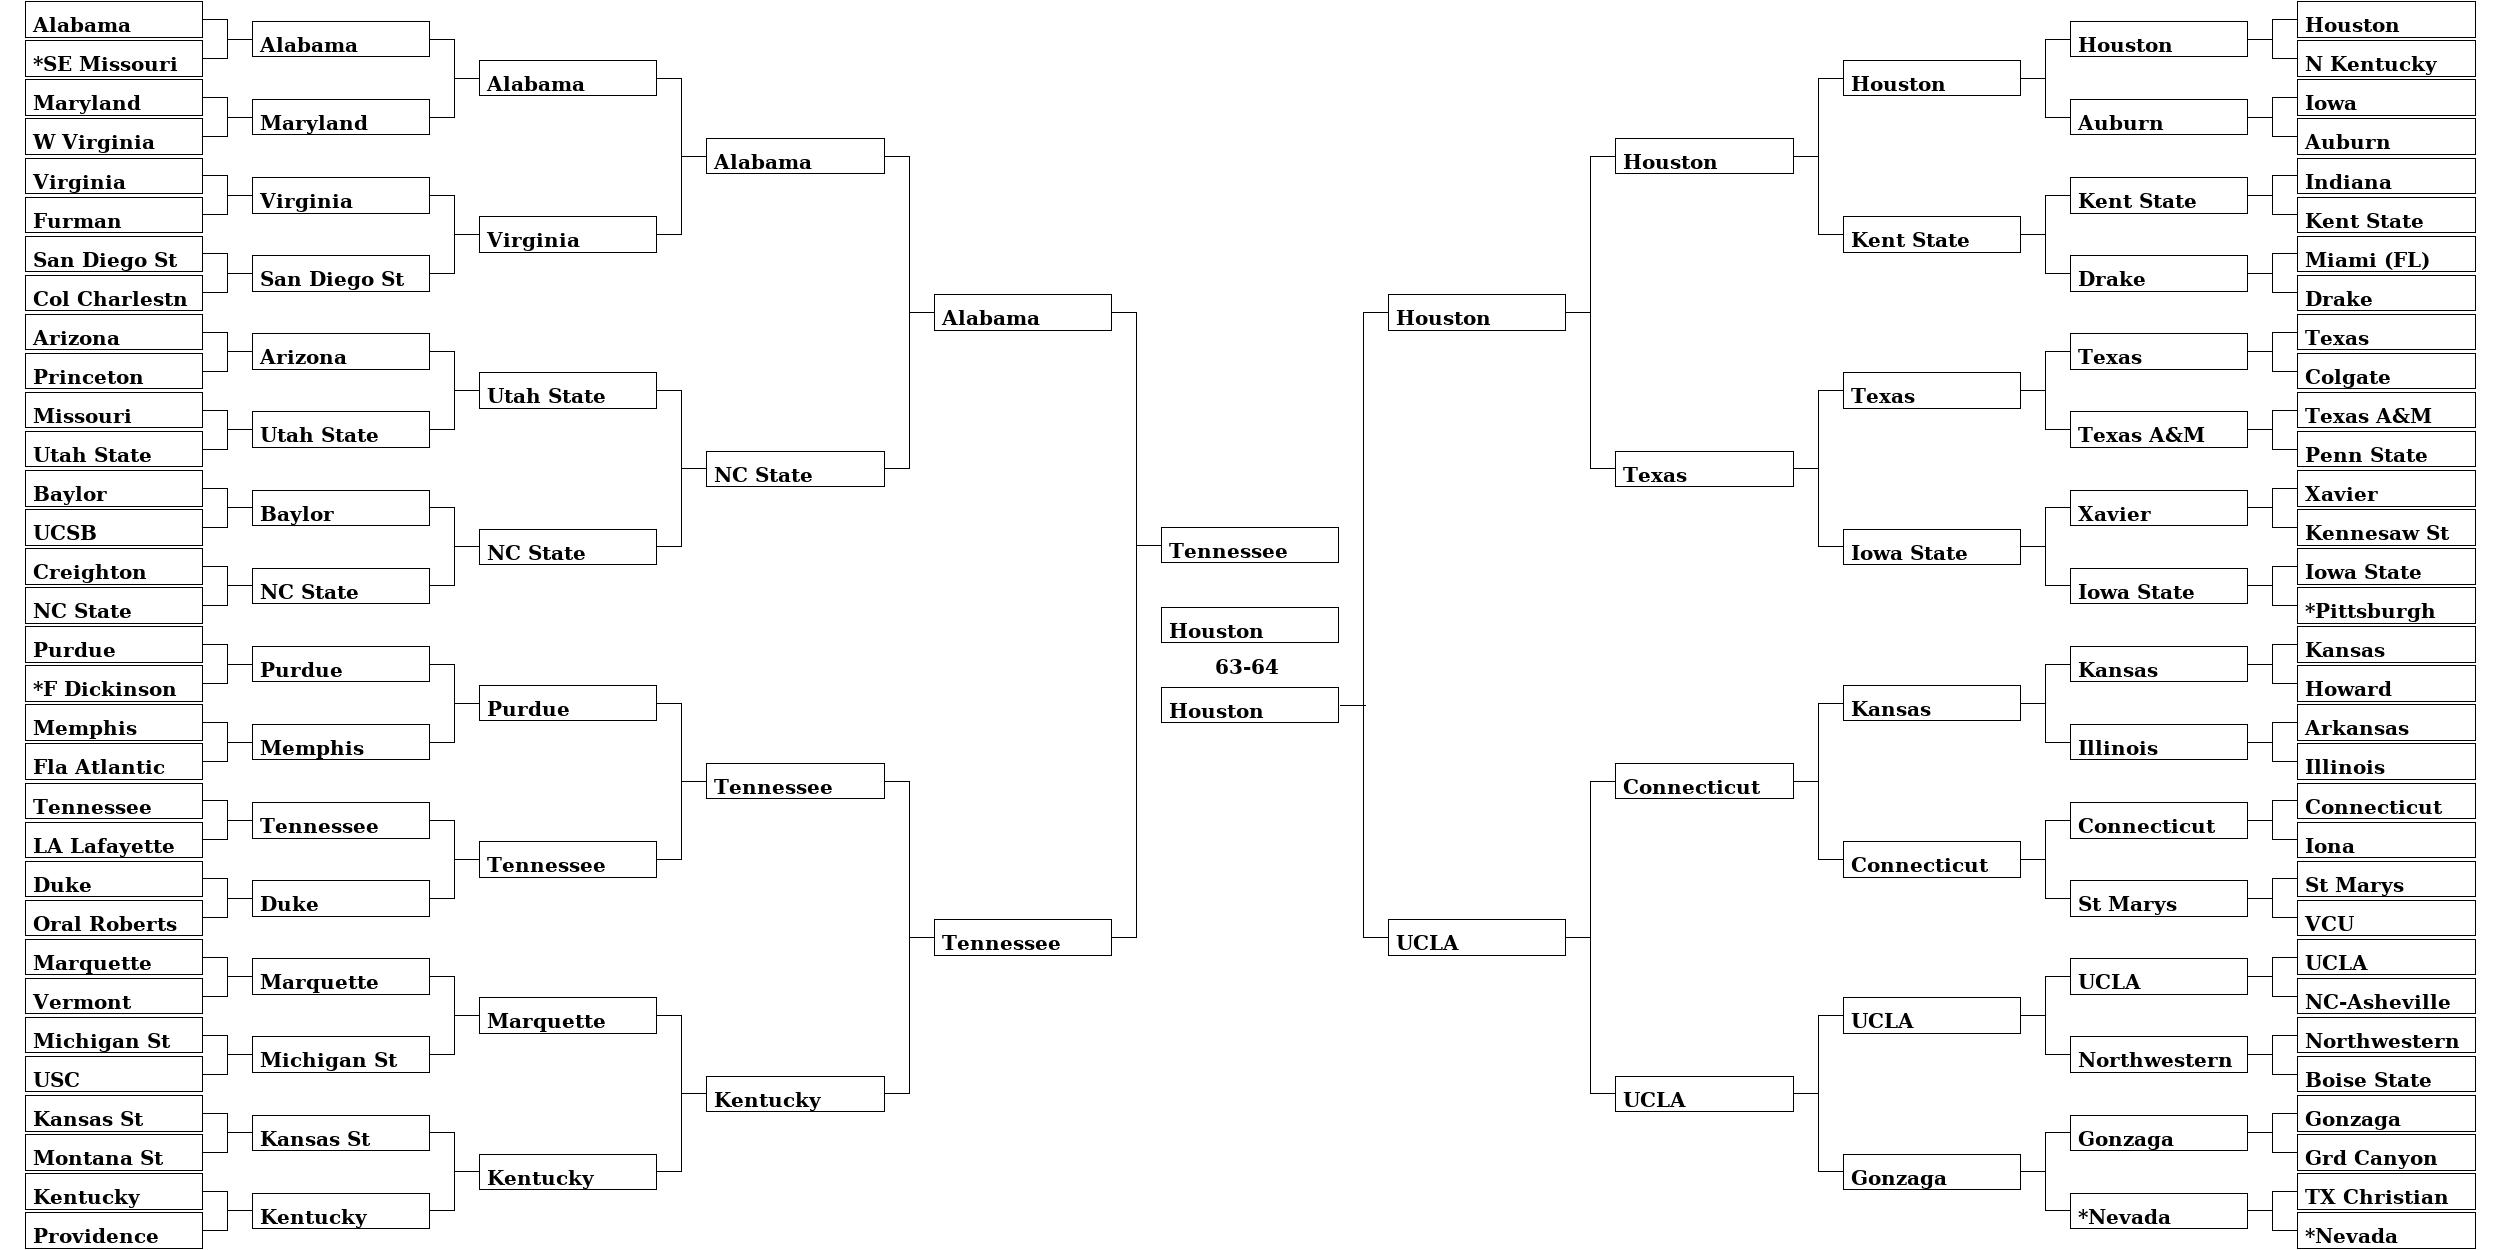 Alabama
*SE Missouri
Maryland
W Virginia
Virginia
Furman
San Diego St
Col Charlestn
Arizona
Princeton
Missouri
Utah State
Baylor
UCSB
Creighton
NC State
Purdue
*F Dickinson
Memphis
Fla Atlantic
Tennessee
LA Lafayette
Duke
Oral Roberts
Marquette
Vermont
Michigan St
USC
Kansas St
Montana St
Kentucky
Providence
Alabama
Maryland
Virginia
San Diego St
Arizona
Utah State
Baylor
NC State
Purdue
Memphis
Tennessee
Duke
Marquette
Michigan St
Kansas St
Kentucky
Alabama
Virginia
Utah State
NC State
Purdue
Tennessee
Marquette
Kentucky
Alabama
NC State
Tennessee
Kentucky
Alabama
Tennessee
Tennessee
Houston
63-64
Houston
Houston
UCLA
Houston
Texas
Connecticut
UCLA
Houston
Kent State
Texas
Iowa State
Kansas
Connecticut
UCLA
Gonzaga
Houston
Auburn
Kent State
Drake
Texas
Texas A&M
Xavier
Iowa State
Kansas
Illinois
Connecticut
St Marys
UCLA
Northwestern
Gonzaga
*Nevada
Houston
N Kentucky
Iowa
Auburn
Indiana
Kent State
Miami (FL)
Drake
Texas
Colgate
Texas A&M
Penn State
Xavier
Kennesaw St
Iowa State
*Pittsburgh
Kansas
Howard
Arkansas
Illinois
Connecticut
Iona
St Marys
VCU
UCLA
NC-Asheville
Northwestern
Boise State
Gonzaga
Grd Canyon
TX Christian
*Nevada